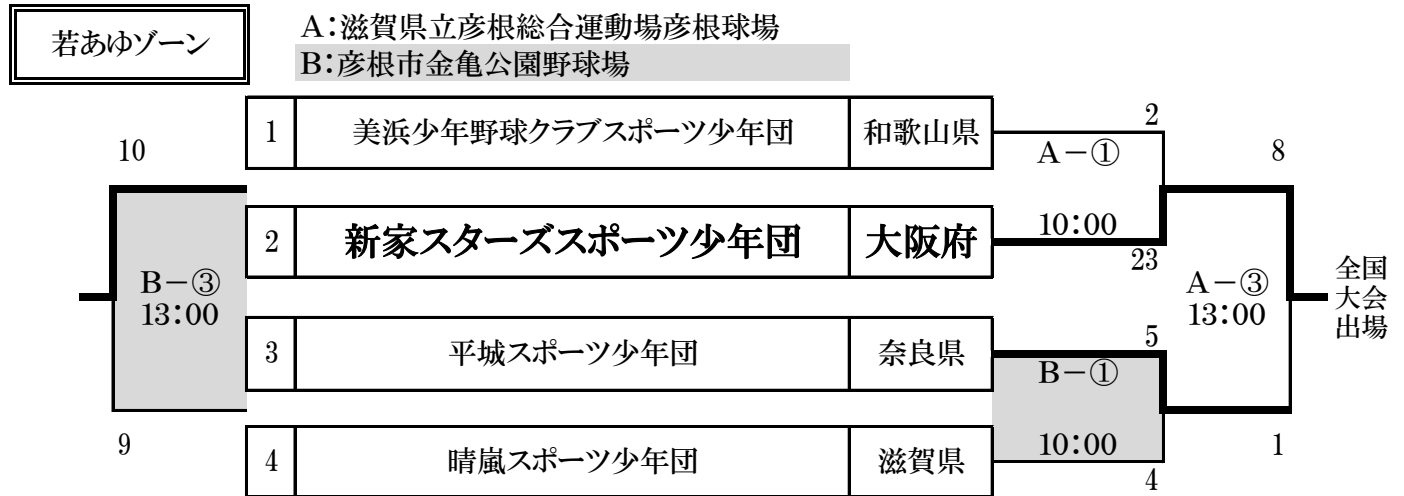 若あゆゾーン
A:滋賀県立彦根総合運動場彦根球場
B:彦根市金亀公園野球場
1 美浜少年野球クラブスポーツ少年団 和歌山県
2 新家スターズスポーツ少年団 大阪府
3 平城スポーツ少年団 奈良県
4 晴嵐スポーツ少年団 滋賀県
10
B-③
13:00
9
2
A-①
10:00
23
5
B-①
10:00
4
8
A-③
13:00
1
全国
大会
出場